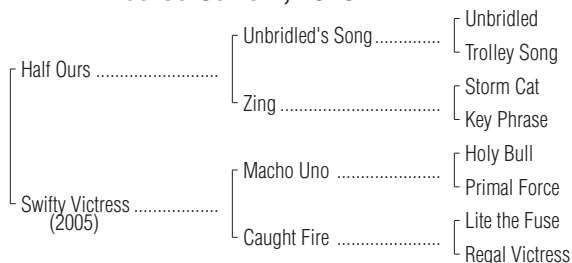 Unbridled
Unbridled's Song
Trolley Song
Half Ours
Storm Cat
Zing
Key Phrase
Holy Bull
Macho Uno
Primal Force
Swifty Victress
(2005)
Lite the Fuse
Caught Fire
Regal Victress